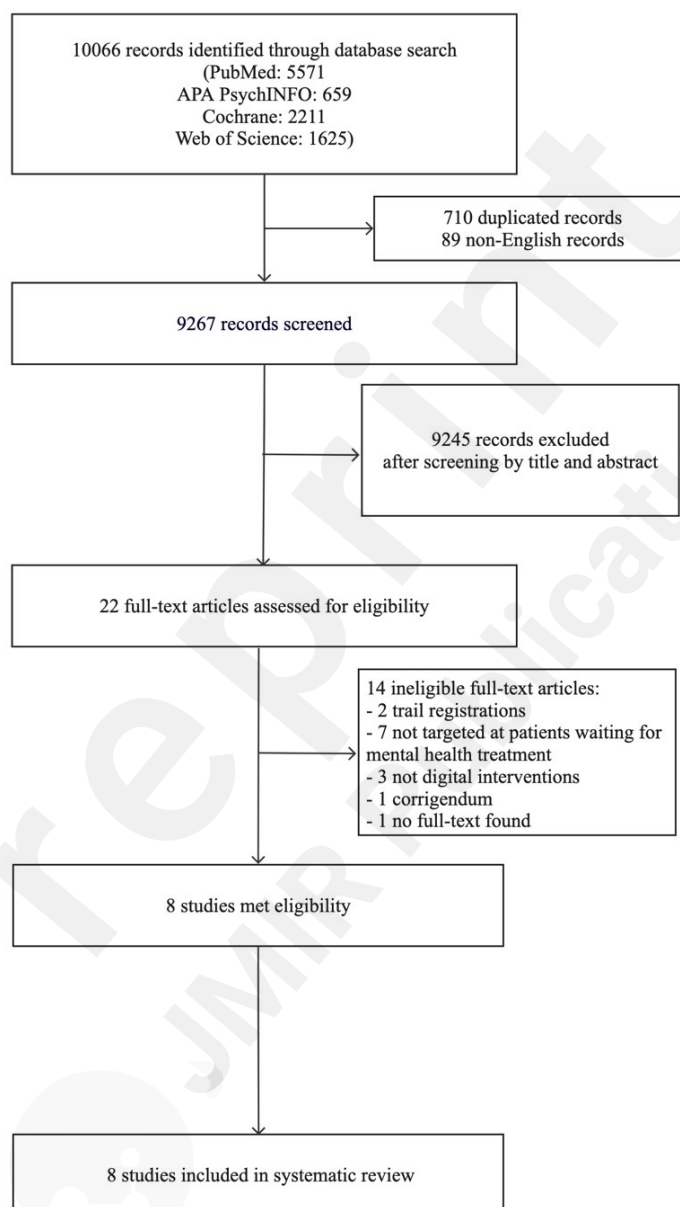 10066 records identified through database search
(PubMed: 5571
APA PsychINFO: 659
Cochrane: 2211
Web of Science: 1625)
710 duplicated records
89 non-English records
9267 records screened
9245 records excluded
after screening by title and abstract
22 full-text articles assessed for eligibility
14 ineligible full-text articles:
- 2 trail registrations
- 7 not targeted at patients waiting for
mental health treatment
- 3 not digital interventions
- 1 corrigendum
- 1 no full-text found
8 studies met eligibility
8 studies included in systematic review
reprint
JMIR Publicati